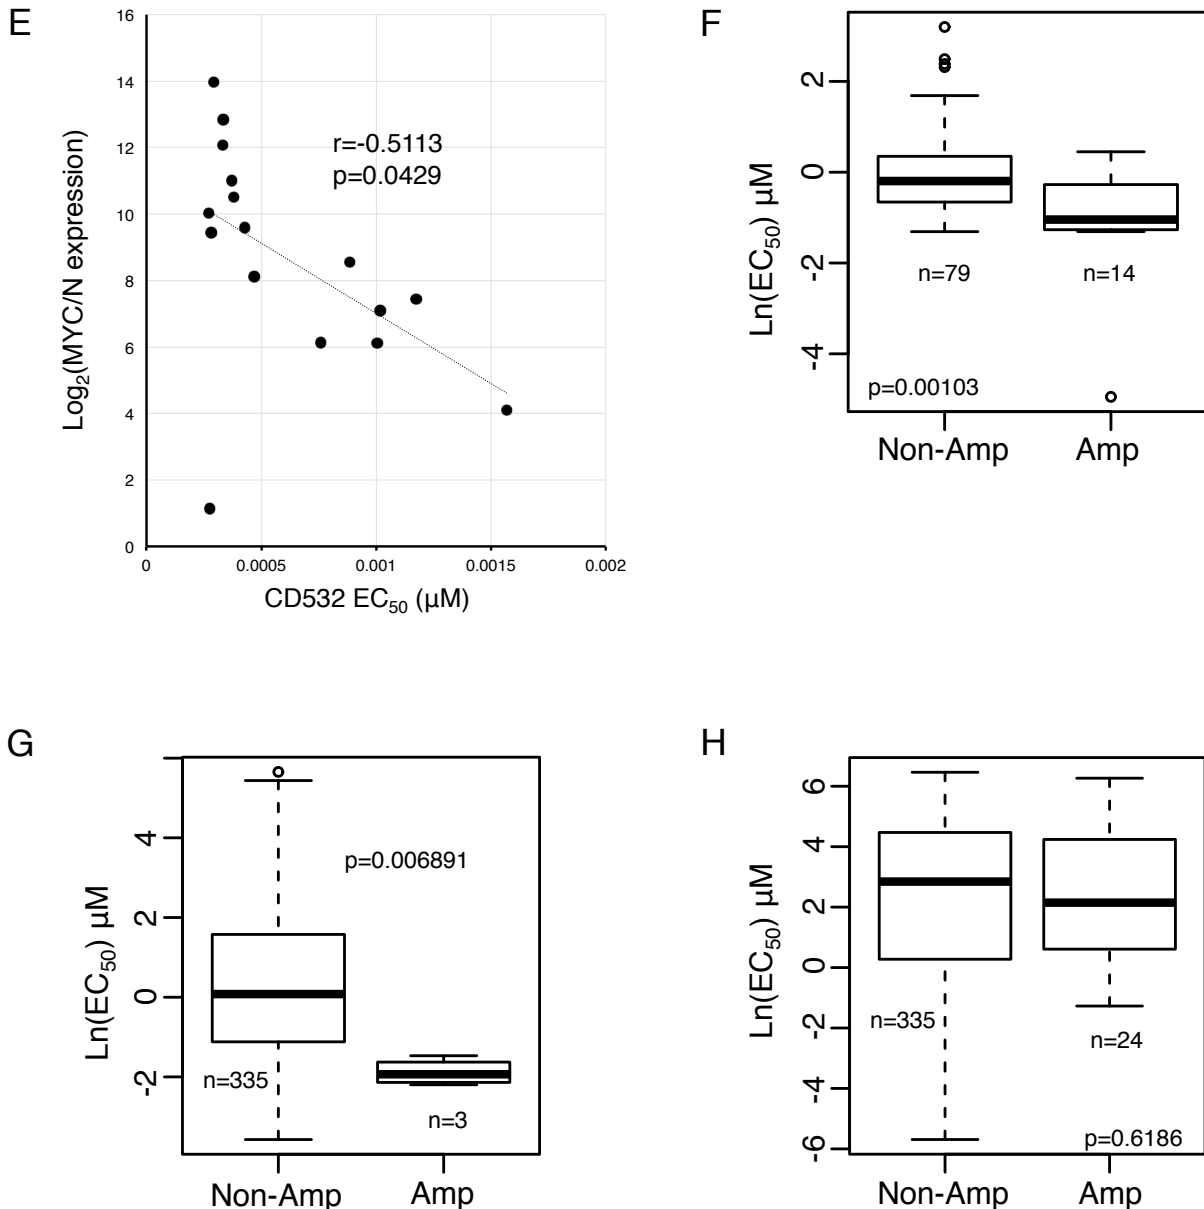 E
16
14
12
10
8
6
4
2
0
r=-0.5113
p=0.0429
Log₂(MYC/N expression)
0 0.0005 0.001 0.0015 0.002
CD532 EC₅₀ (µM)
F
2
0
-2
-4
Ln(EC₅₀) µM
n=79 n=14
p=0.00103
Non-Amp Amp
G
4
2
0
-2
Ln(EC₅₀) µM
p=0.006891
n=335
n=3
Non-Amp Amp
H
6
4
2
0
-2
-4
-6
Ln(EC₅₀) µM
n=335
n=24
p=0.6186
Non-Amp Amp